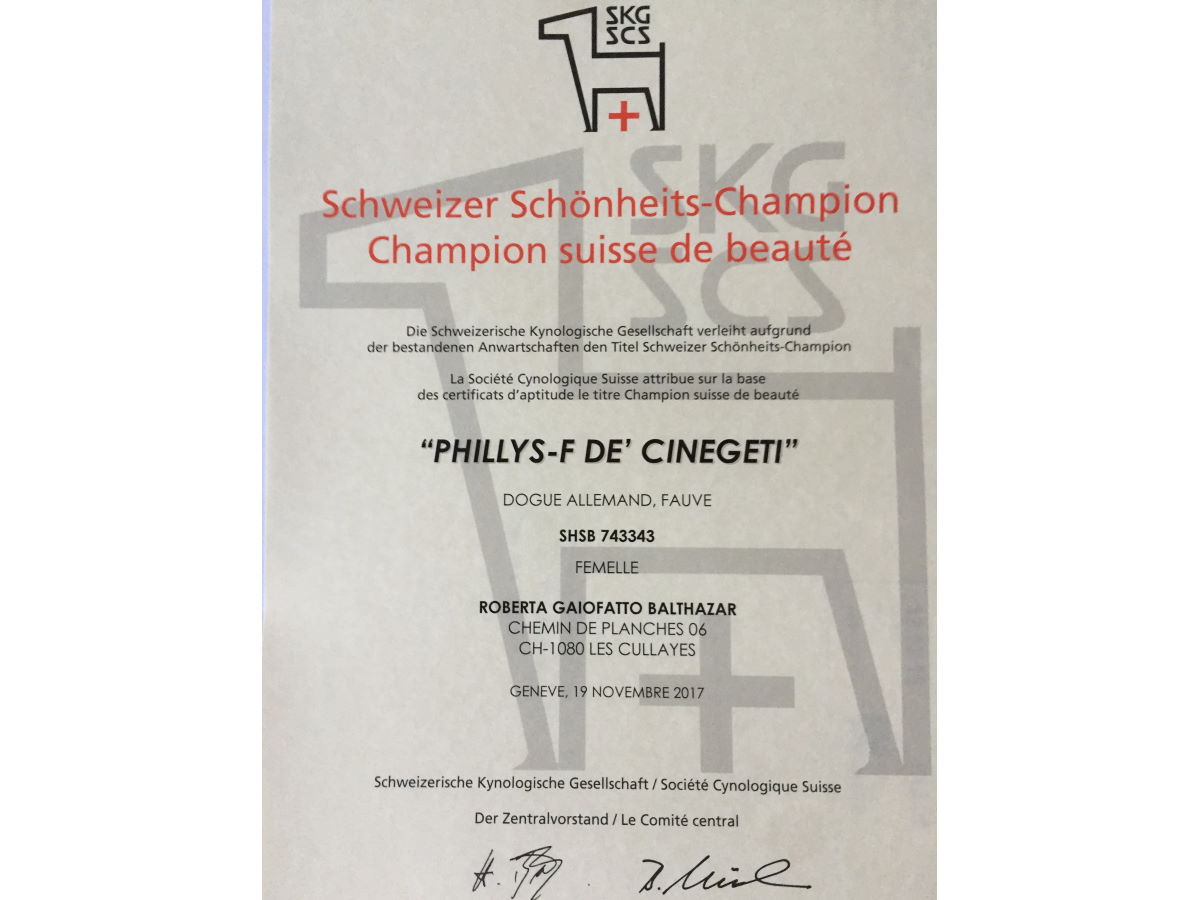 SKG
SCS
Schweizer Schönheits-Champion
Champion suisse de beauté
Die Schweizerische Kynologische Gesellschaft verleiht aufgrund
der bestandenen Anwartschaften den Titel Schweizer Schönheits-Champion
La Société Cynologique Suisse attribue sur la base
des certificats d'aptitude le titre Champion suisse de beauté
“PHILLYS-F DE’ CINEGETI”
DOGUE ALLEMAND, FAUVE
SHSB 743343
FEMELLE
ROBERTA GAIOFATTO BALTHAZAR
CHEMIN DE PLANCHES 06
CH-1080 LES CULLAYES
GENEVE, 19 NOVEMBRE 2017
Schweizerische Kynologische Gesellschaft / Société Cynologique Suisse
Der Zentralvorstand / Le Comité central